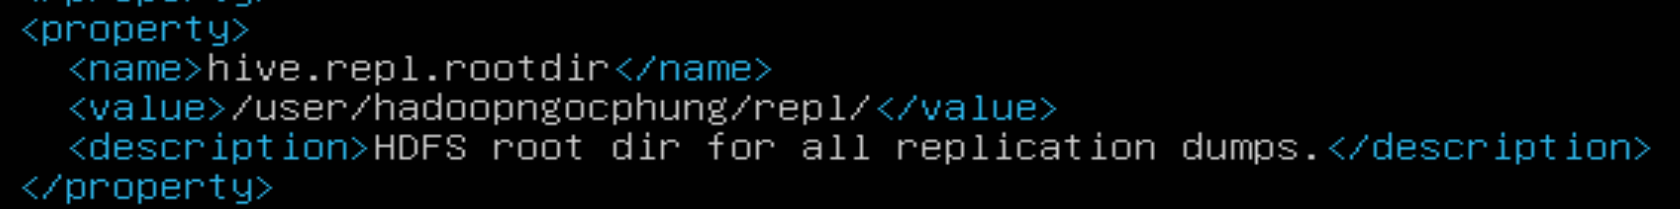 <property>
<name>hive.repl.rootdir</name>
<value>/user/hadoopngocphung/repl/</value>
<description>HDFS root dir for all replication dumps.</description>
</property>